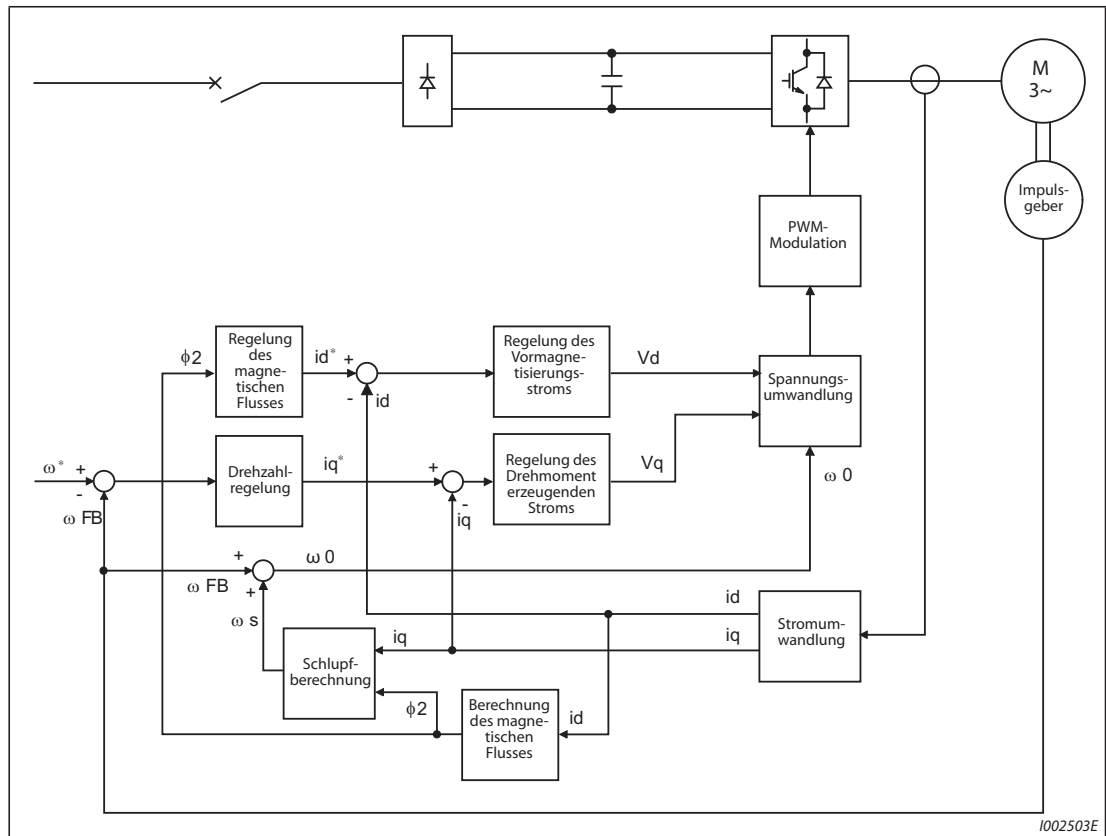 M
3~
Impuls-
geber
PWM-
Modulation
ϕ2
Regelung
des
magne-
tischen
Flusses
id*
+
-
id
Regelung des
Vormagne-
tisierungs-
stroms
Vd
Spannungs-
umwandlung
ω*
+
-
ω FB
Drehzahl-
regelung
iq*
+
-
iq
Regelung des
Drehmoment
erzeugenden
Stroms
Vq
ω 0
+
ω FB
+
ω s
ω 0
id
iq
Stromum-
wandlung
Schlupf-
berechnung
iq
ϕ2
Berechnung
des magne-
tischen
Flusses
id
I002503E